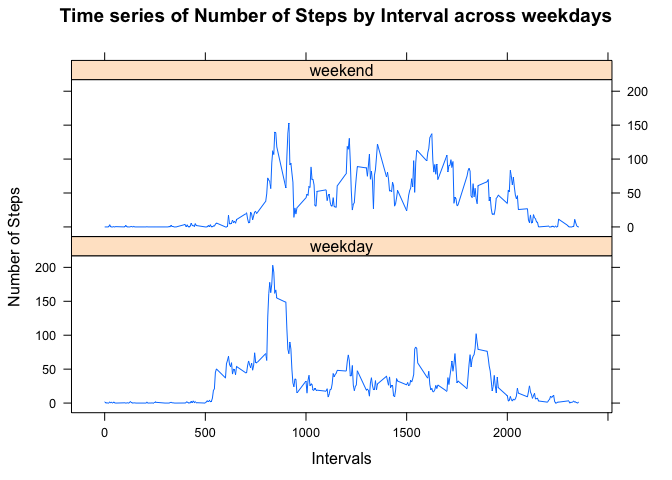 Time series of Number of Steps by Interval across weekdays
weekend
200
150
100
50
0
weekday
200
150
100
50
0
0 500 1000 1500 2000
Intervals
Number of Steps